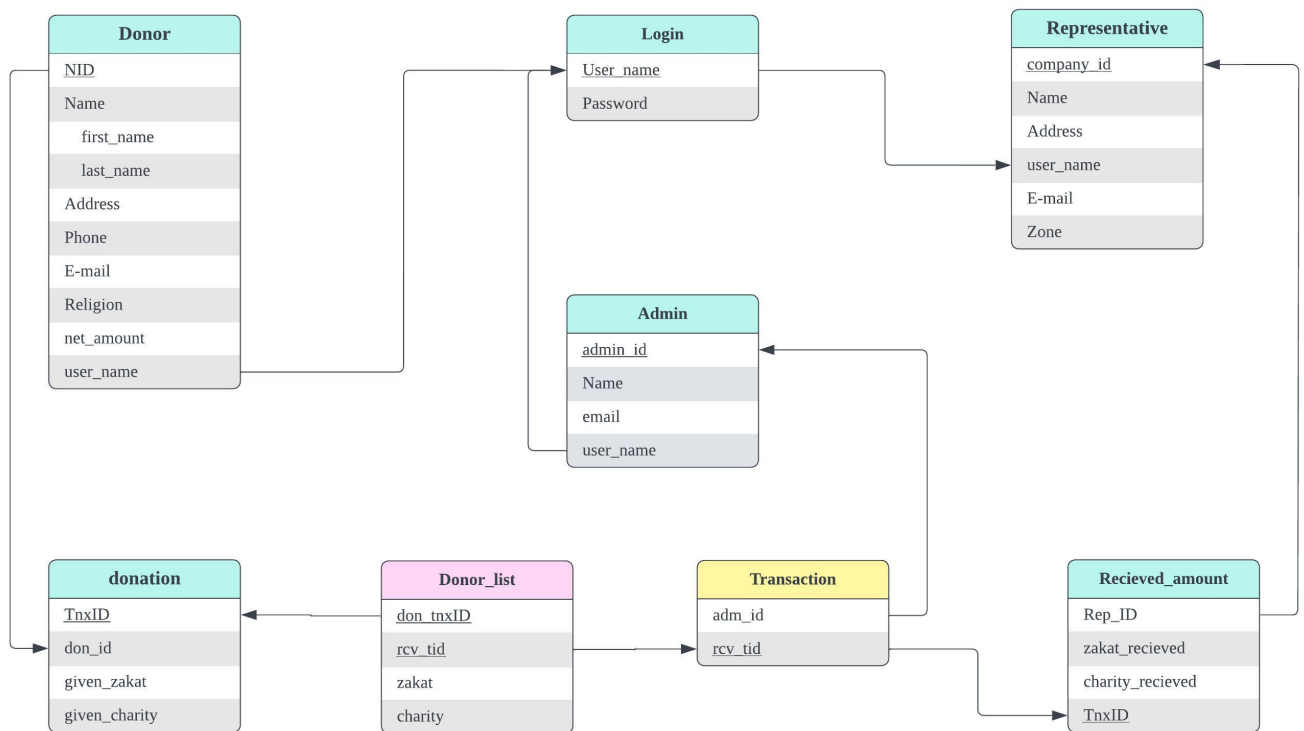 Donor
NID
Name
first_name
last_name
Address
Phone
E-mail
Religion
net_amount
user_name
Login
User_name
Password
Representative
company_id
Name
Address
user_name
E-mail
Zone
Admin
admin_id
Name
email
user_name
donation
TnxID
don_id
given_zakat
given_charity
Donor_list
don_tnxID
rcv_tid
zakat
charity
Transaction
adm_id
rcv_tid
Recieved_amount
Rep_ID
zakat_recieved
charity_recieved
TnxID